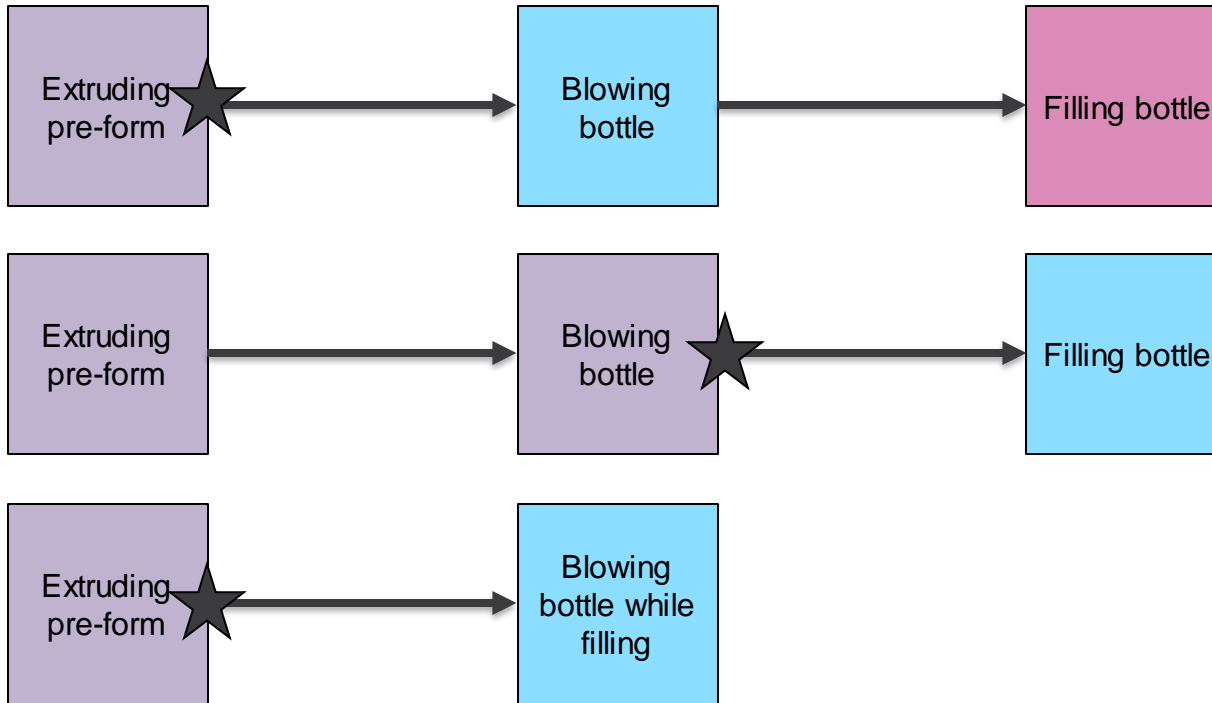 Extruding
pre-form
Blowing
bottle
Filling bottle
Extruding
pre-form
Blowing
bottle
Filling bottle
Extruding
pre-form
Blowing
bottle while
filling